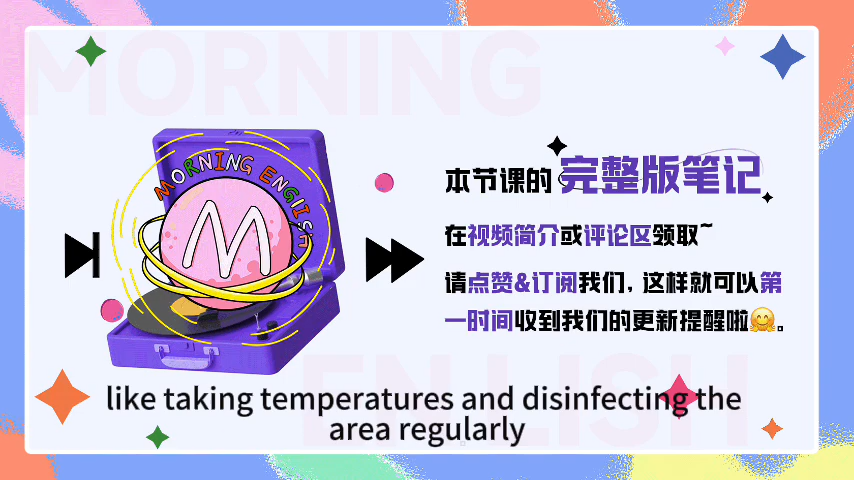 MORNING
MORNING ENGLISH
M
本节课的 完整版笔记
在视频简介或评论区领取~
请点赞&订阅我们，这样就可以第
一时间收到我们的更新提醒啦🤗。
ENGLISH
like taking temperatures and disinfecting the
area regularly